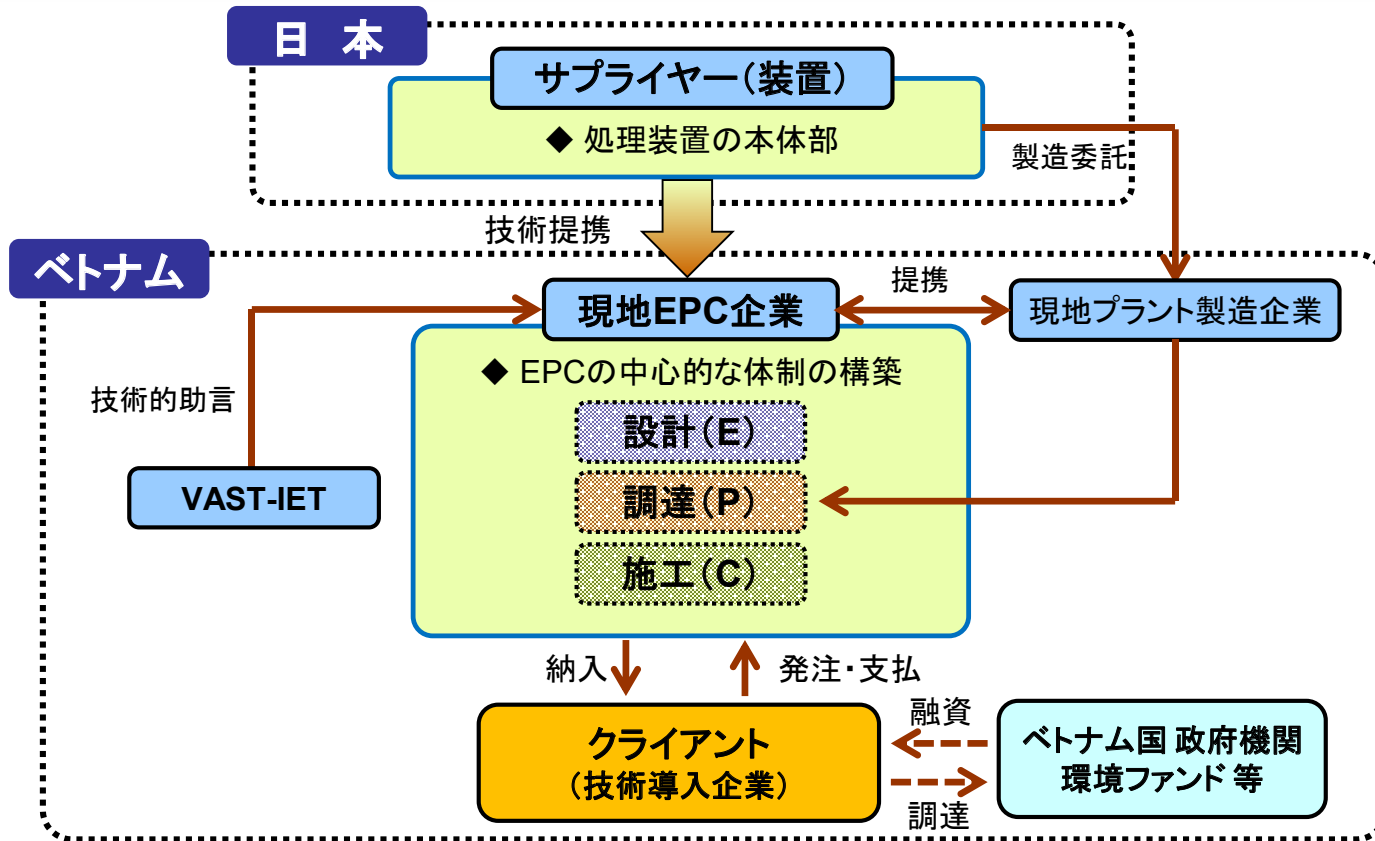 日 本
サプライヤー（装置）
◆ 処理装置の本体部
製造委託
技術提携
ベトナム
現地EPC企業
提携
現地プラント製造企業
◆ EPCの中心的な体制の構築
技術的助言
設計（E）
VAST-IET
調達（P）
施工（C）
納入
発注・支払
クライアント
（技術導入企業）
融資
調達
ベトナム国 政府機関
環境ファンド 等